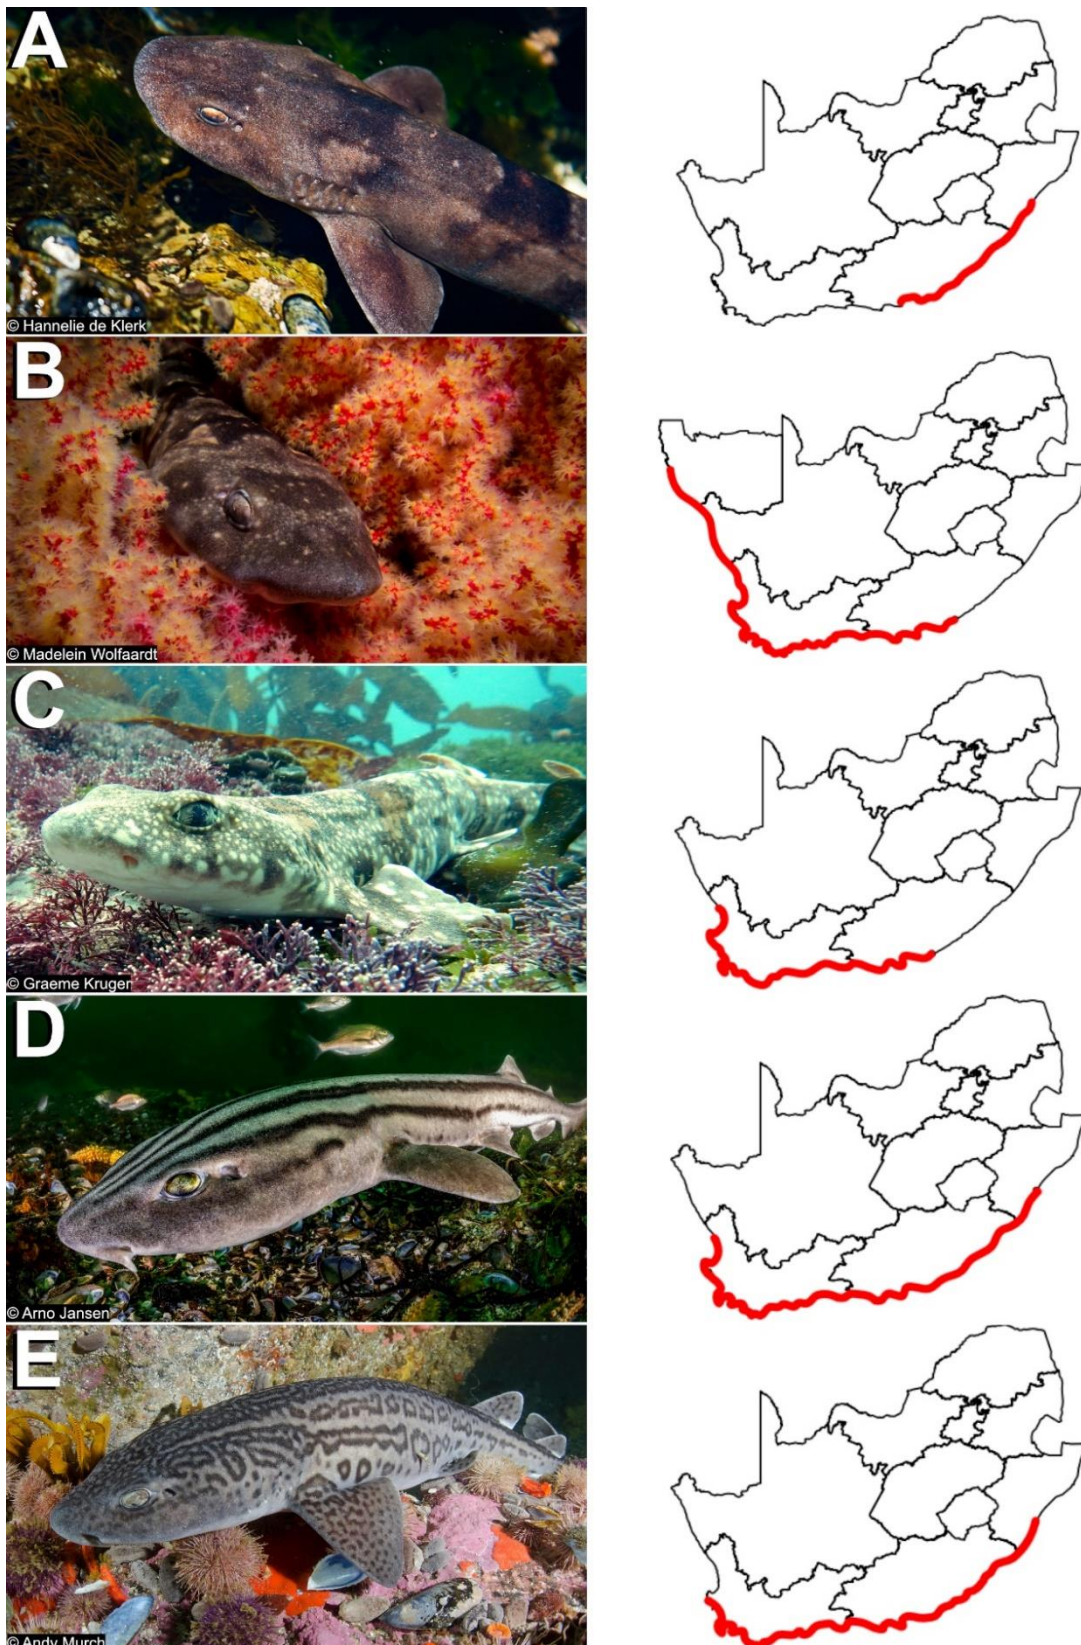 A
© Hannelie de Klerk
B
© Madelein Wolfaardt
C
© Graeme Kruger
D
© Arno Jansen
E
© Andy Murch